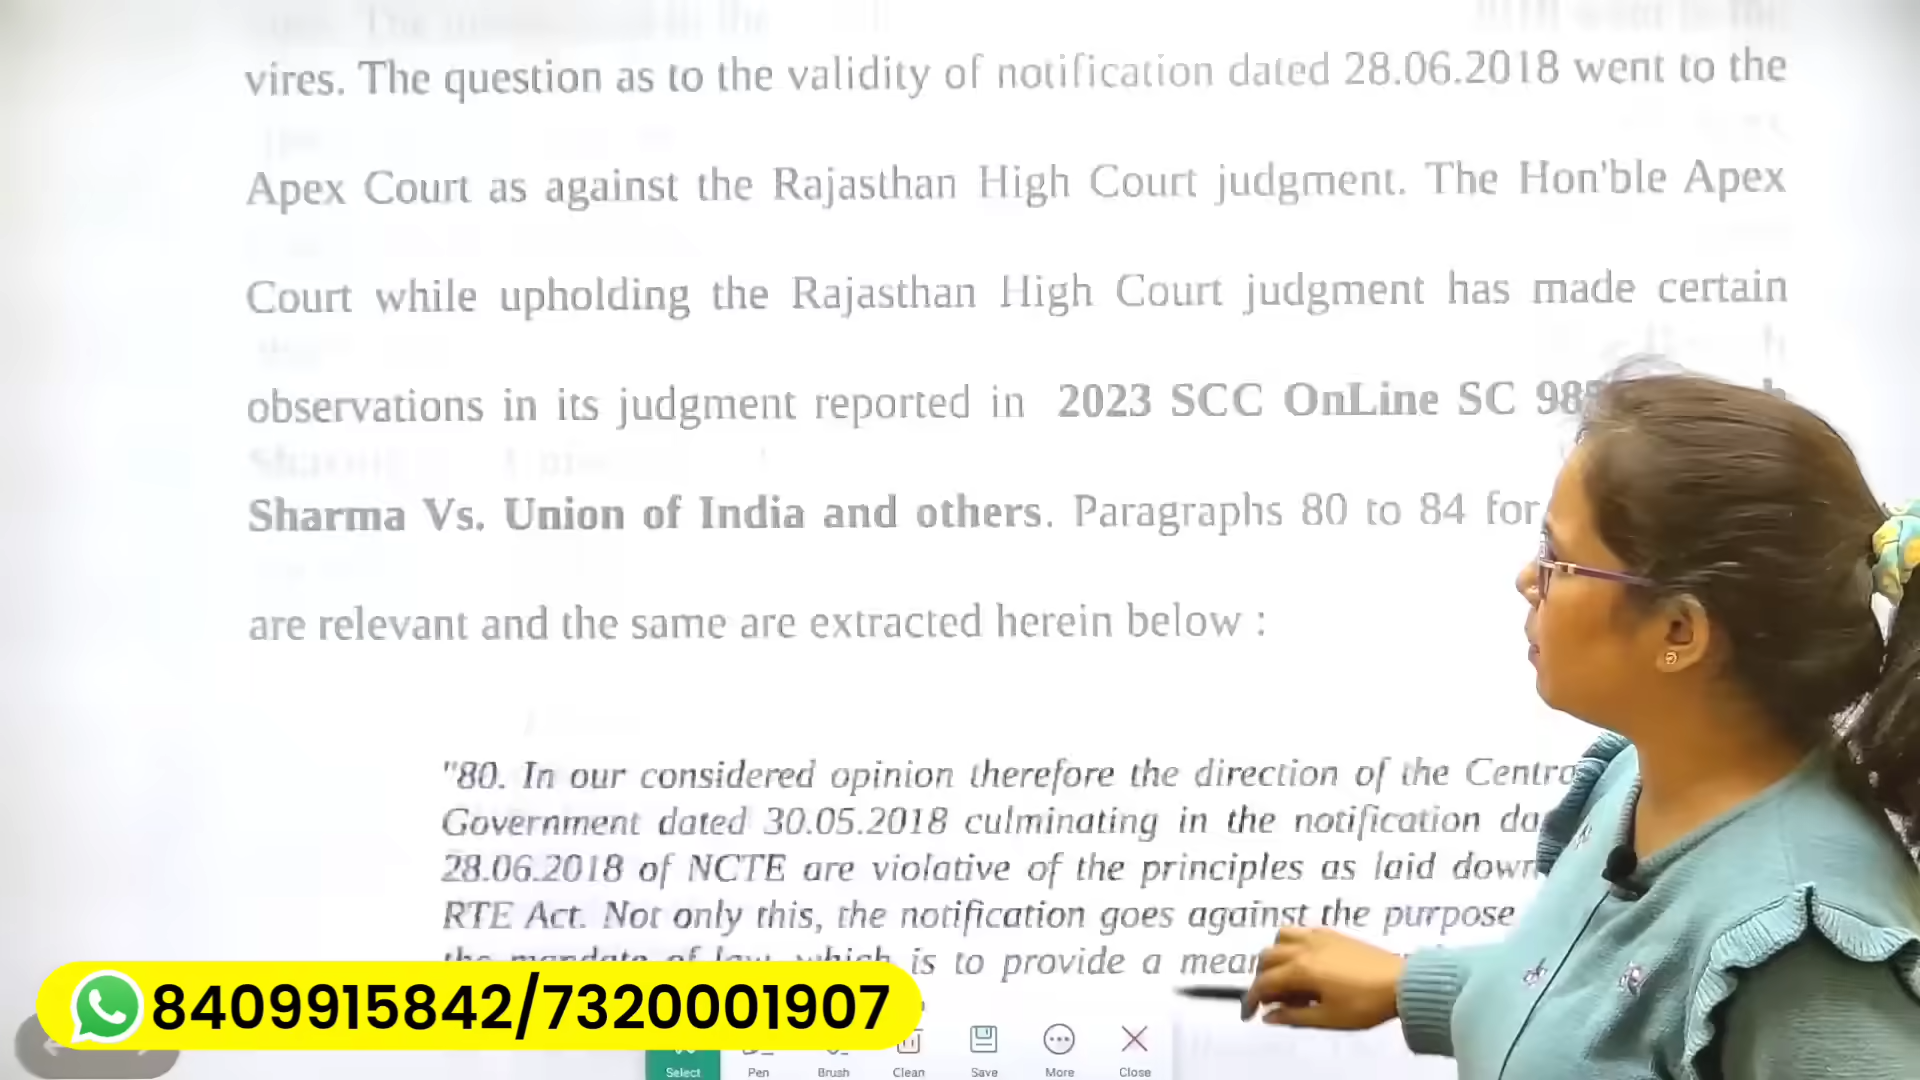 vires. The question as to the validity of notification dated 28.06.2018 went to the
Apex Court as against the Rajasthan High Court judgment. The Hon'ble Apex
Court while upholding the Rajasthan High Court judgment has made certain
observations in its judgment reported in 2023 SCC OnLine SC
Sharma Vs. Union of India and others. Paragraphs 80 to 84 for
are relevant and the same are extracted herein below :
"80. In our considered opinion therefore the direction of the
Government dated 30.05.2018 culminating in the notification
28.06.2018 of NCTE are violative of the principles as laid down
RTE Act. Not only this, the notification goes against the purpose
the mandate of law which is to provide a
8409915842/7320001907
Select Pen Brush Clean Save More Close